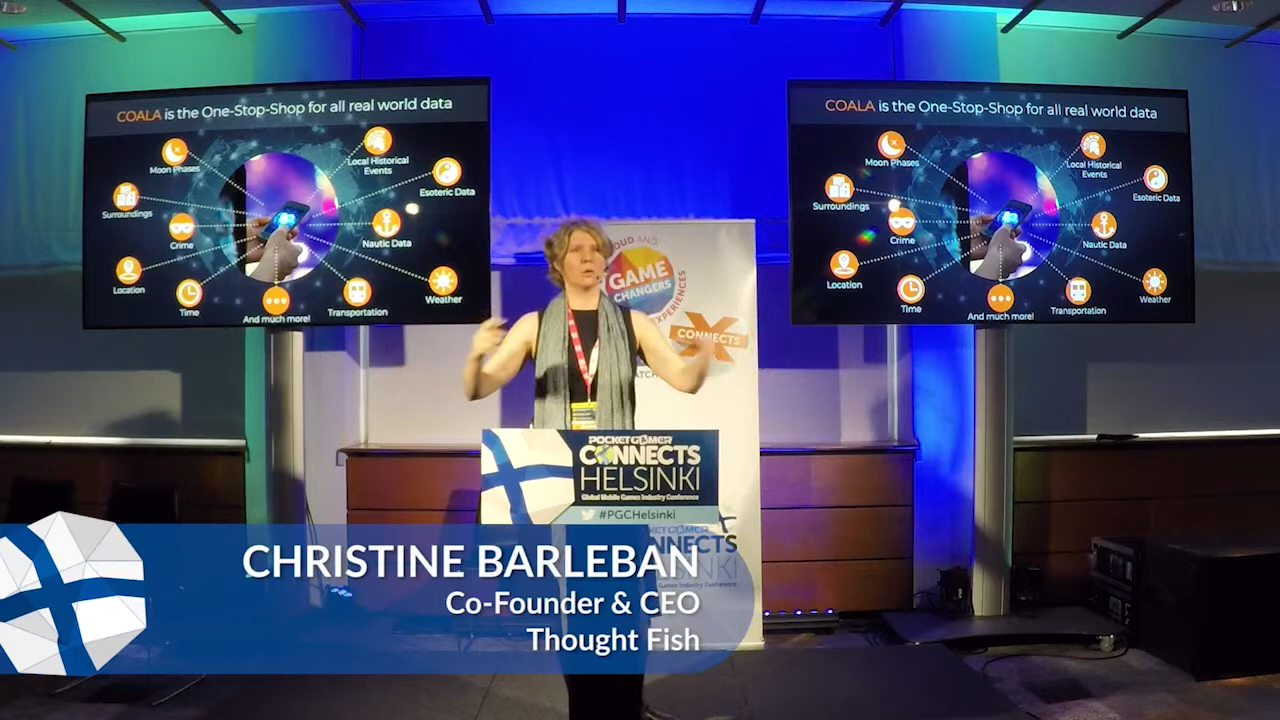 COALA is the One-Stop-Shop for all real world data
Moon Phases
Local Historical
Events
Esoteric Data
Surroundings
Crime
Nautic Data
Location
Time
And much more!
Transportation
Weather
COALA is the One-Stop-Shop for all real world data
Moon Phases
Local Historical
Events
Esoteric Data
Surroundings
Crime
Nautic Data
Location
Time
And much more!
Transportation
Weather
AND
GAME
CHANGERS
EXPERIENCES
CONNECTS
POCKET GAMER
CONNECTS
HELSINKI
Global Mobile Games Industry Conference
#PGCHelsinki
CHRISTINE BARLEBAN
Co-Founder & CEO
Thought Fish